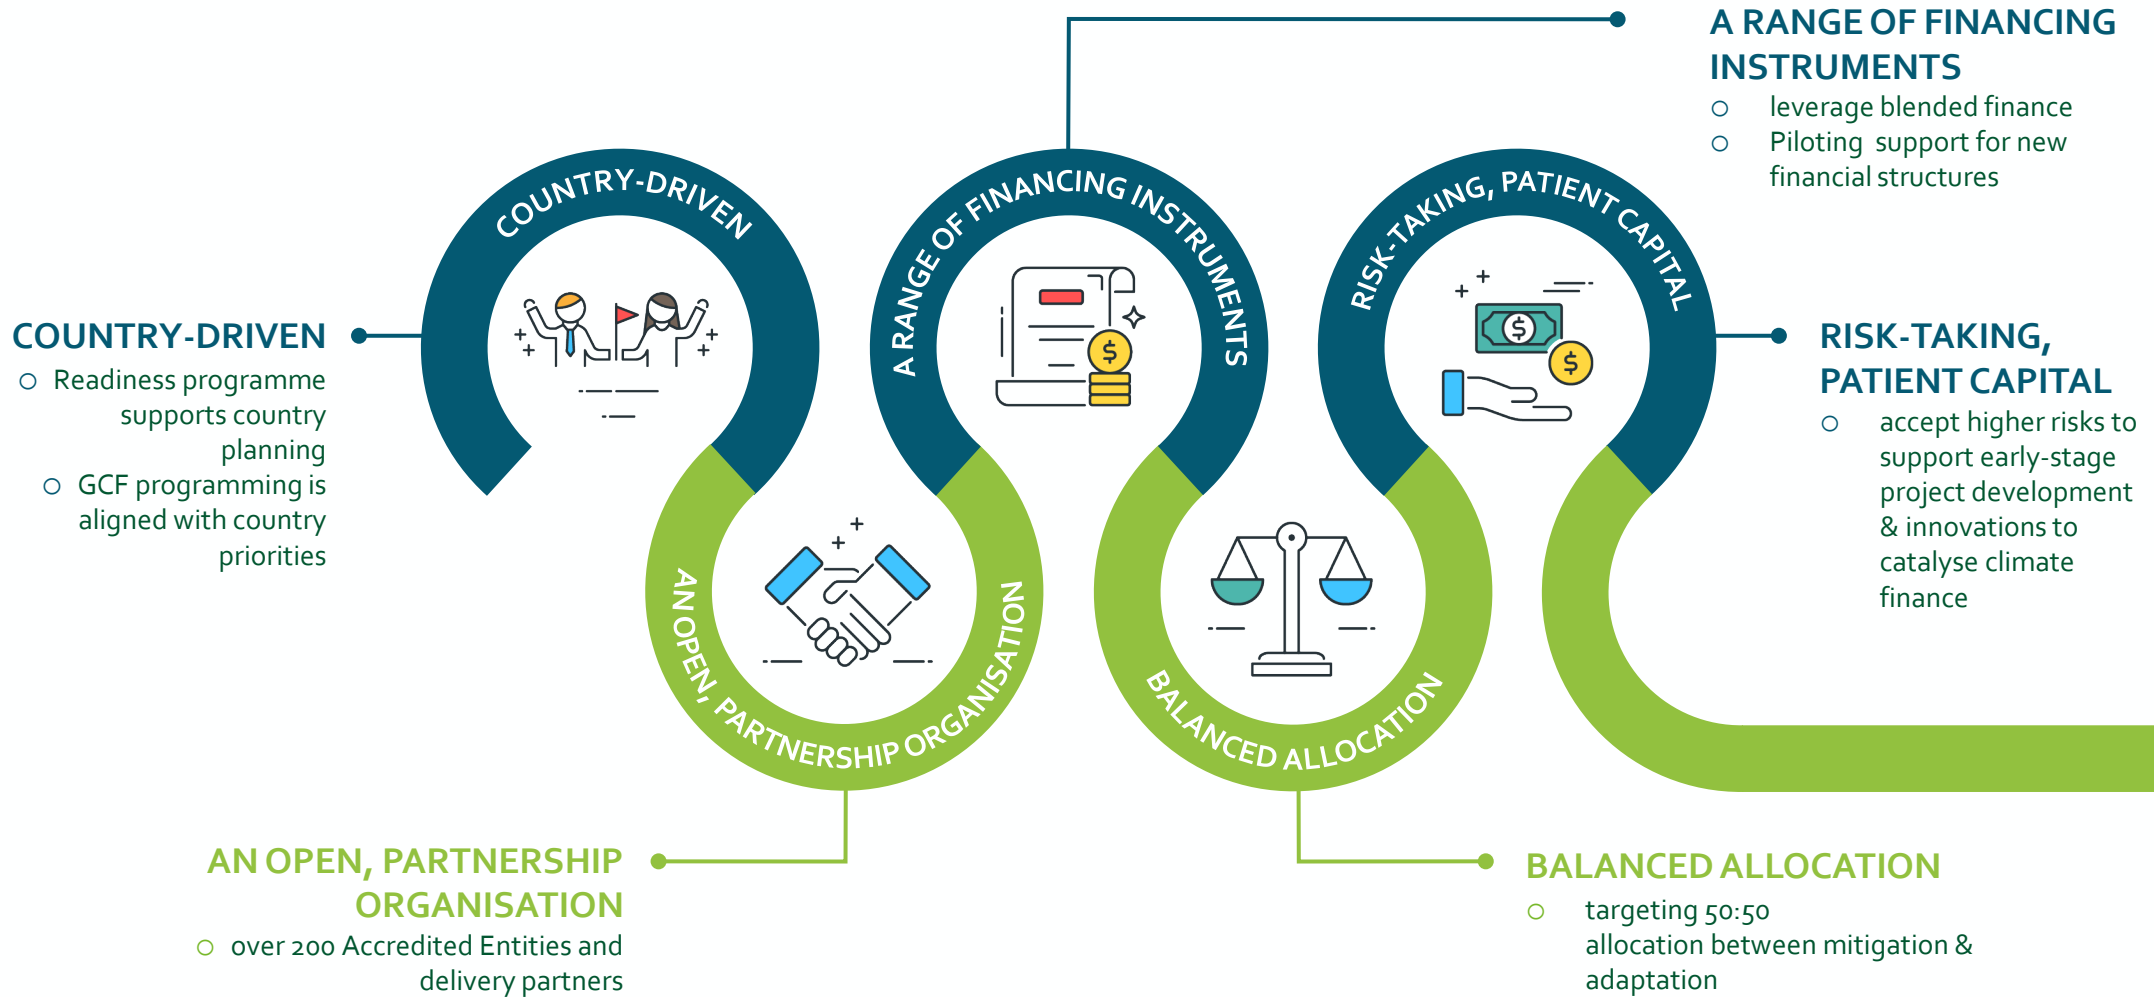 A RANGE OF FINANCING
INSTRUMENTS
○ leverage blended finance
○ Piloting support for new
financial structures
COUNTRY-DRIVEN
A RANGE OF FINANCING INSTRUMENTS
RISK-TAKING, PATIENT CAPITAL
COUNTRY-DRIVEN
○ Readiness programme
supports country
planning
○ GCF programming is
aligned with country
priorities
$
$
$
RISK-TAKING,
PATIENT CAPITAL
○ accept higher risks to
support early-stage
project development
& innovations to
catalyse climate
finance
AN OPEN, PARTNERSHIP ORGANISATION
BALANCED ALLOCATION
AN OPEN, PARTNERSHIP
ORGANISATION
○ over 200 Accredited Entities and
delivery partners
BALANCED ALLOCATION
○ targeting 50:50
allocation between mitigation &
adaptation